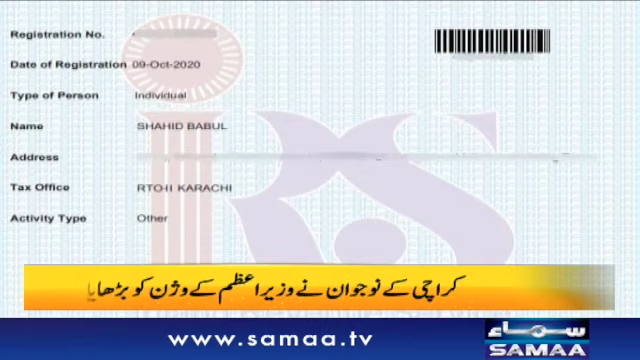 Registration No.
Date of Registration 09-Oct-2020
Type of Person Individual
Name SHAHID BABUL
Address
Tax Office RTO-II KARACHI
Activity Type Other
IRS
کراچی کے نوجوان نے وزیراعظم کے وژن کو بڑھایا
www.samaa.tv
سماء
SAMAA